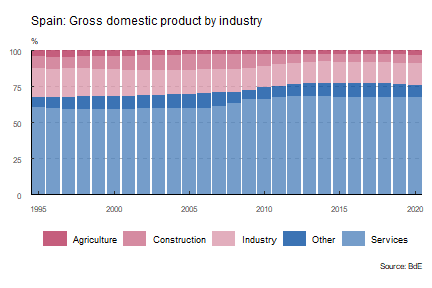 Spain: Gross domestic product by industry
%
100
75
50
25
0
1995 2000 2005 2010 2015 2020
Agriculture Construction Industry Other Services
Source: BdE